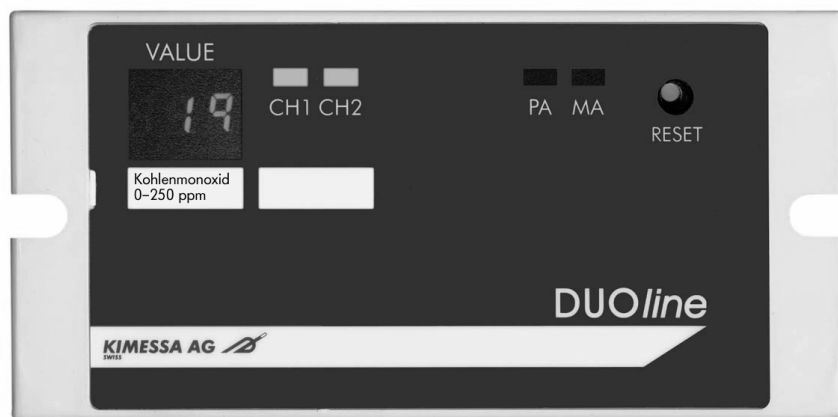 VALUE
19
CH1 CH2
PA MA
RESET
Kohlenmonoxid
0–250 ppm
DUOline
KIMESSA AG
SWISS